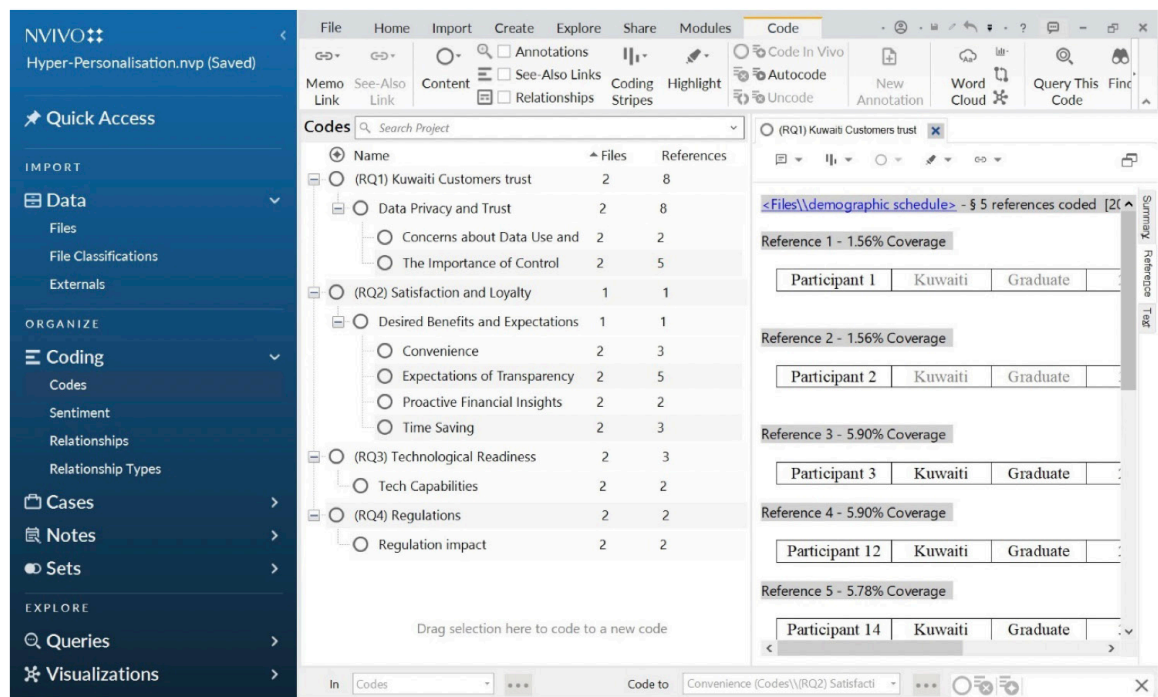 NVIVO
Hyper-Personalisation.nvp (Saved)
Quick Access
IMPORT
Data
Files
File Classifications
Externals
ORGANIZE
Coding
Codes
Sentiment
Relationships
Relationship Types
Cases
Notes
Sets
EXPLORE
Queries
Visualizations
File Home Import Create Explore Share Modules Code
Memo Link
See-Also Link
Content
Annotations
See-Also Links
Relationships
Coding Stripes
Highlight
Code In Vivo
Autocode
Uncode
New Annotation
Word Cloud
Query This Code
Find
Codes Search Project
Name Files References
(RQ1) Kuwaiti Customers trust 2 8
Data Privacy and Trust 2 8
Concerns about Data Use and 2 2
The Importance of Control 2 5
(RQ2) Satisfaction and Loyalty 1 1
Desired Benefits and Expectations 1 1
Convenience 2 3
Expectations of Transparency 2 5
Proactive Financial Insights 2 2
Time Saving 2 3
(RQ3) Technological Readiness 2 3
Tech Capabilities 2 2
(RQ4) Regulations 2 2
Regulation impact 2 2
Drag selection here to code to a new code
(RQ1) Kuwaiti Customers trust
<Files\\demographic schedule> - § 5 references coded
Reference 1 - 1.56% Coverage
Participant 1 Kuwaiti Graduate
Reference 2 - 1.56% Coverage
Participant 2 Kuwaiti Graduate
Reference 3 - 5.90% Coverage
Participant 3 Kuwaiti Graduate
Reference 4 - 5.90% Coverage
Participant 12 Kuwaiti Graduate
Reference 5 - 5.78% Coverage
Participant 14 Kuwaiti Graduate
Summary
Reference
Text
In Codes Code to Convenience (Codes\\(RQ2) Satisfacti